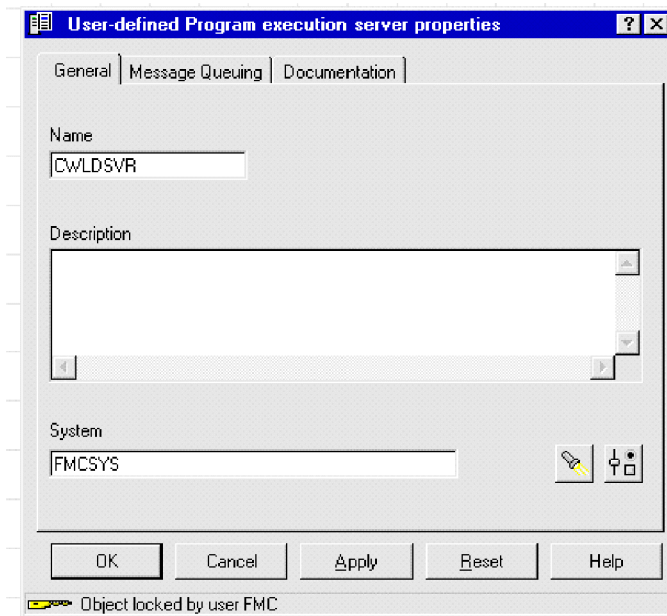 User-defined Program execution server properties
General Message Queuing Documentation
Name
CWLDSVR
Description
System
FMCSYS
OK Cancel Apply Reset Help
Object locked by user FMC